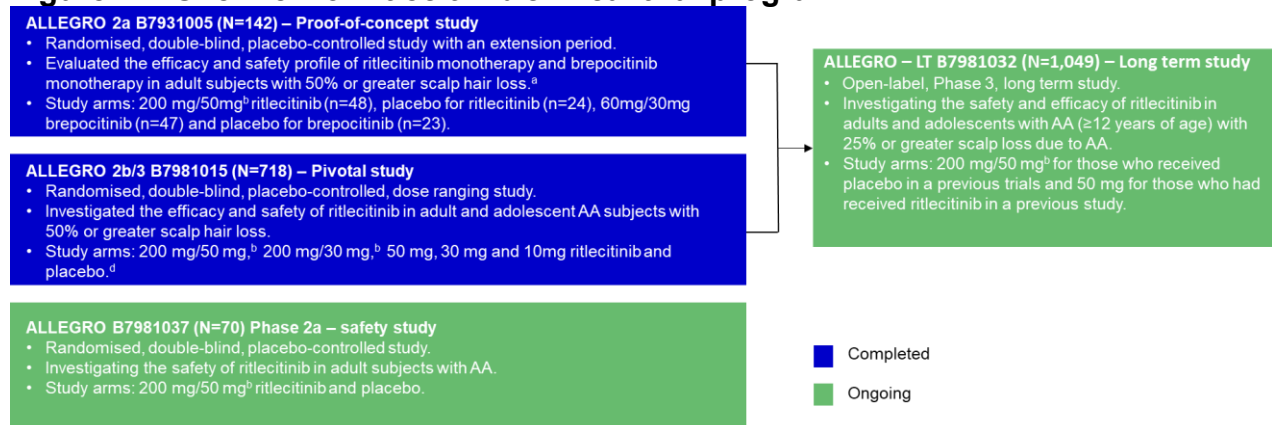 ALLEGRO 2a B7931005 (N=142) – Proof-of-concept study
• Randomised, double-blind, placebo-controlled study with an extension period.
• Evaluated the efficacy and safety profile of ritlecitinib monotherapy and brepocitinib
monotherapy in adult subjects with 50% or greater scalp hair loss.ᵃ
• Study arms: 200 mg/50mgᵇ ritlecitinib (n=48), placebo for ritlecitinib (n=24), 60mg/30mg
brepocitinib (n=47) and placebo for brepocitinib (n=23).
ALLEGRO 2b/3 B7981015 (N=718) – Pivotal study
• Randomised, double-blind, placebo-controlled, dose ranging study.
• Investigated the efficacy and safety of ritlecitinib in adult and adolescent AA subjects with
50% or greater scalp hair loss.
• Study arms: 200 mg/50 mg,ᵇ 200 mg/30 mg,ᵇ 50 mg, 30 mg and 10mg ritlecitinib and
placebo.ᵈ
ALLEGRO B7981037 (N=70) Phase 2a – safety study
• Randomised, double-blind, placebo-controlled study.
• Investigating the safety of ritlecitinib in adult subjects with AA.
• Study arms: 200 mg/50 mgᵇ ritlecitinib and placebo.
ALLEGRO – LT B7981032 (N=1,049) – Long term study
• Open-label, Phase 3, long term study.
• Investigating the safety and efficacy of ritlecitinib in
adults and adolescents with AA (≥12 years of age) with
25% or greater scalp loss due to AA.
• Study arms: 200 mg/50 mgᵇ for those who received
placebo in a previous trials and 50 mg for those who had
received ritlecitinib in a previous study.
Completed
Ongoing